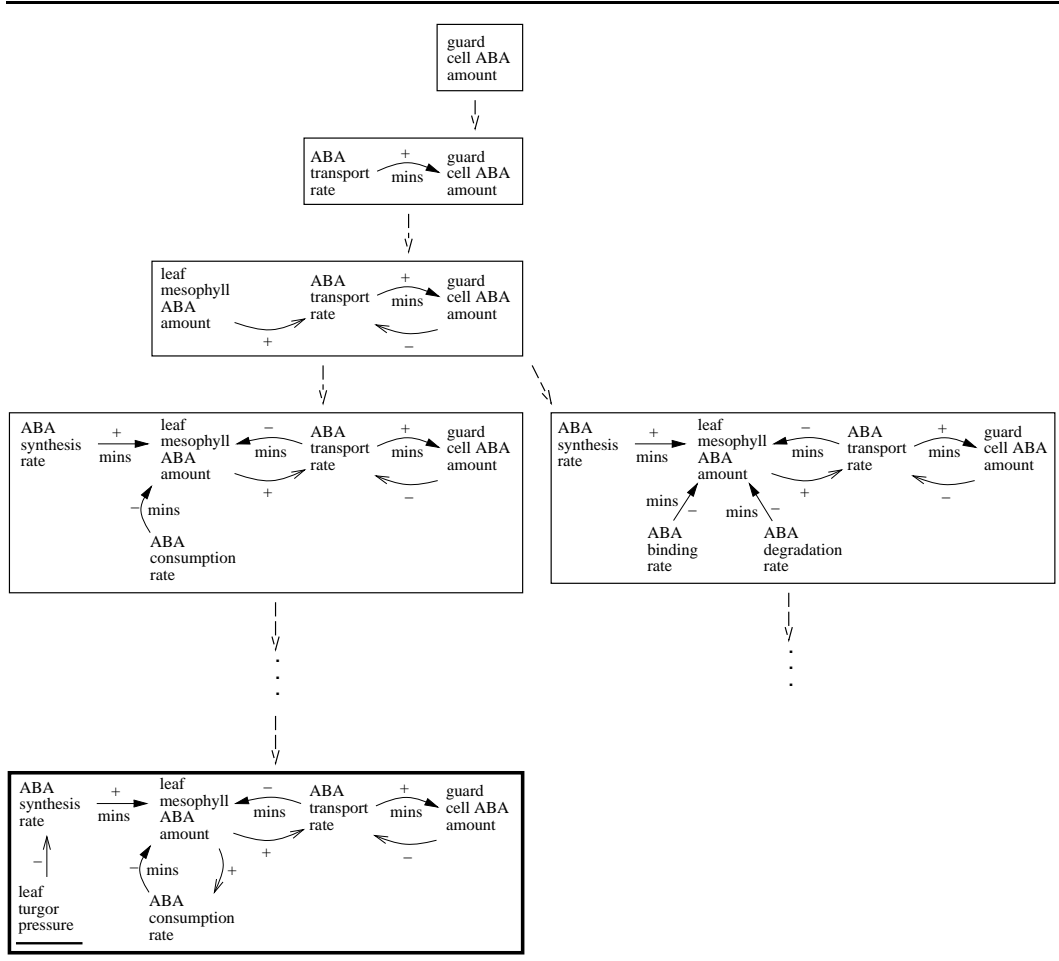 guard
cell ABA
amount
ABA
transport
rate
+
mins
guard
cell ABA
amount
leaf
mesophyll
ABA
amount
+
ABA
transport
rate
+
mins
−
guard
cell ABA
amount
ABA
synthesis
rate
+
mins
leaf
mesophyll
ABA
amount
−
mins
+
ABA
transport
rate
+
mins
−
guard
cell ABA
amount
− mins
ABA
consumption
rate
ABA
synthesis
rate
+
mins
leaf
mesophyll
ABA
amount
−
mins
+
ABA
transport
rate
+
mins
−
guard
cell ABA
amount
mins −
ABA
binding
rate
mins −
ABA
degradation
rate
. . .
. . .
ABA
synthesis
rate
+
mins
leaf
mesophyll
ABA
amount
−
mins
+
ABA
transport
rate
+
mins
−
guard
cell ABA
amount
−
leaf
turgor
pressure
− mins
+
ABA
consumption
rate